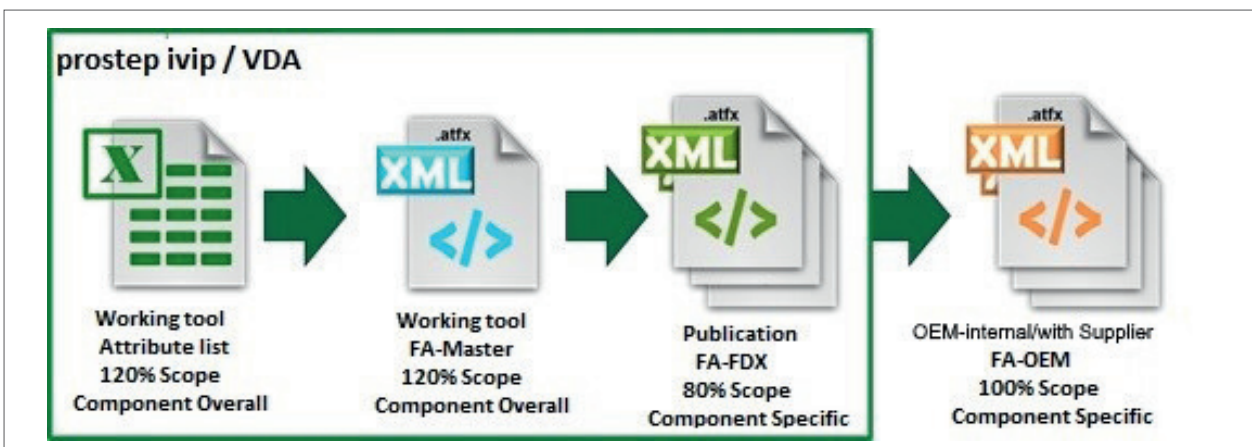 prostep ivip / VDA
X
Working tool
Attribute list
120% Scope
Component Overall
.atfx
XML
</>
Working tool
FA-Master
120% Scope
Component Overall
.atfx
XML
</>
Publication
FA-FDX
80% Scope
Component Specific
.atfx
XML
</>
OEM-internal/with Supplier
FA-OEM
100% Scope
Component Specific